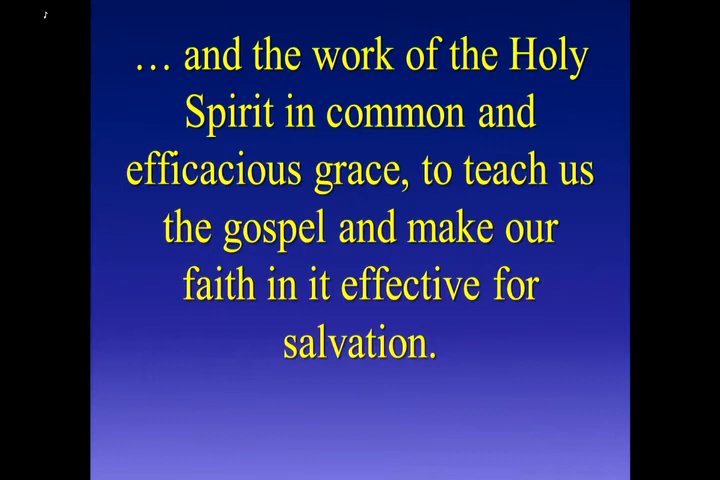 … and the work of the Holy
Spirit in common and
efficacious grace, to teach us
the gospel and make our
faith in it effective for
salvation.